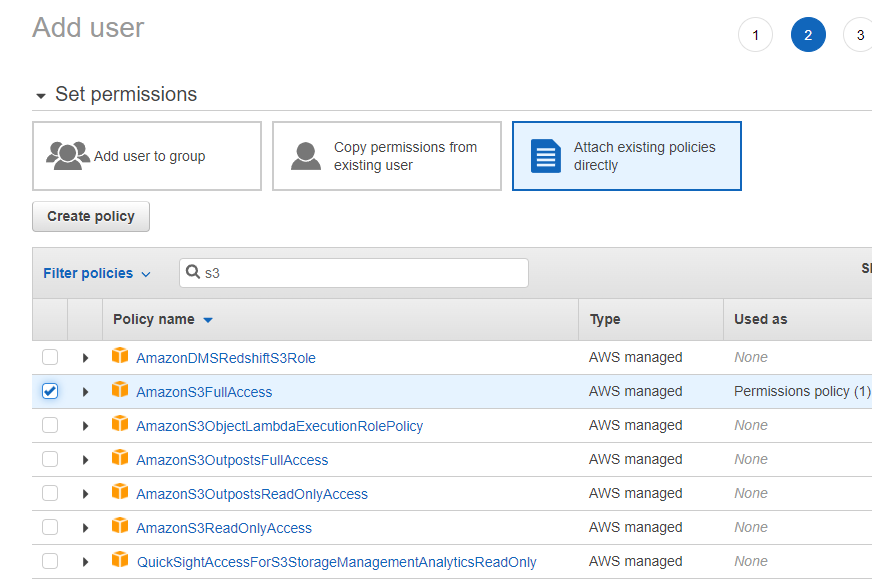 Add user
1 2 3
Set permissions
Add user to group
Copy permissions from
existing user
Attach existing policies
directly
Create policy
Filter policies s3
Policy name Type Used as
AmazonDMSRedshiftS3Role AWS managed None
AmazonS3FullAccess AWS managed Permissions policy (1)
AmazonS3ObjectLambdaExecutionRolePolicy AWS managed None
AmazonS3OutpostsFullAccess AWS managed None
AmazonS3OutpostsReadOnlyAccess AWS managed None
AmazonS3ReadOnlyAccess AWS managed None
QuickSightAccessForS3StorageManagementAnalyticsReadOnly AWS managed None